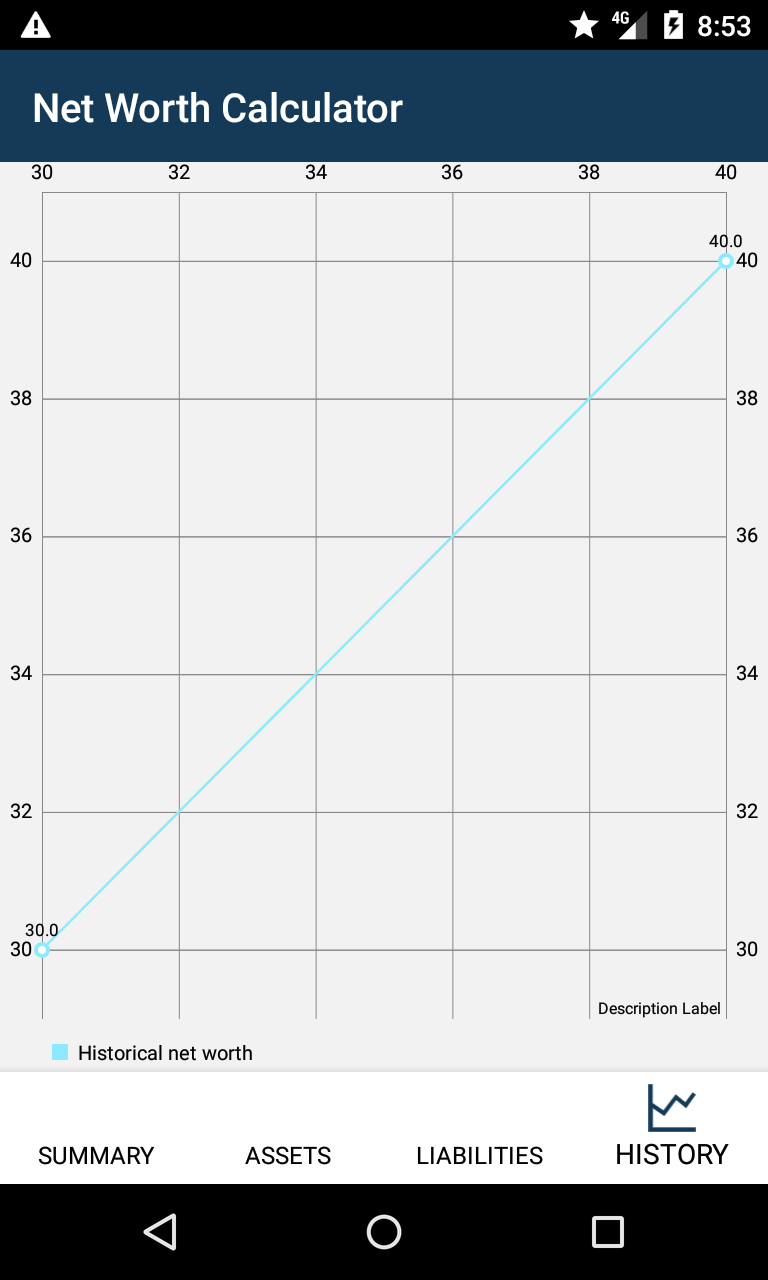 4G 8:53
Net Worth Calculator
30 32 34 36 38 40
40.0
40 40
38 38
36 36
34 34
32 32
30.0
30 30
Description Label
Historical net worth
SUMMARY ASSETS LIABILITIES HISTORY